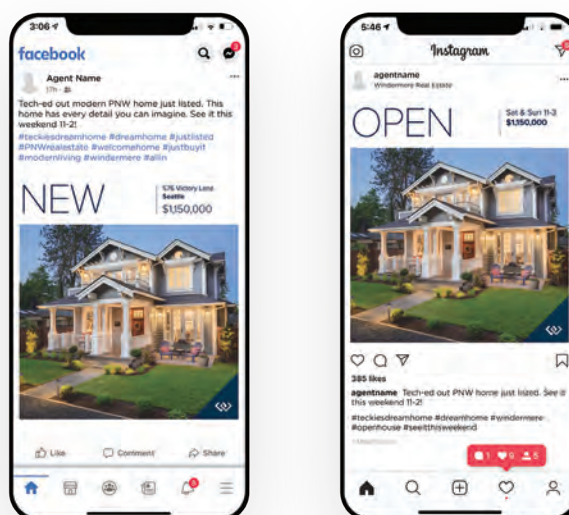 3:06
facebook
3
Agent Name
17h
Tech-ed out modern PNW home just listed. This
home has every detail you can imagine. See it this
weekend 11-2!
#teckiesdreamhome #dreamhome #justlisted
#PNWrealestate #welcomehome #justbuyit
#modernliving #windermere #allin
NEW
576 Victory Lane
Seattle
$1,150,000
Like
Comment
Share
5:46
Instagram
agentname
Windermere Real Estate
OPEN
Sat & Sun 11-3
$1,150,000
385 likes
agentname Tech-ed out PNW home just listed. See it
this weekend 11-2!
#teckiesdreamhome #dreamhome #windermere
#openhouse #seeitthisweekend
1 9 5